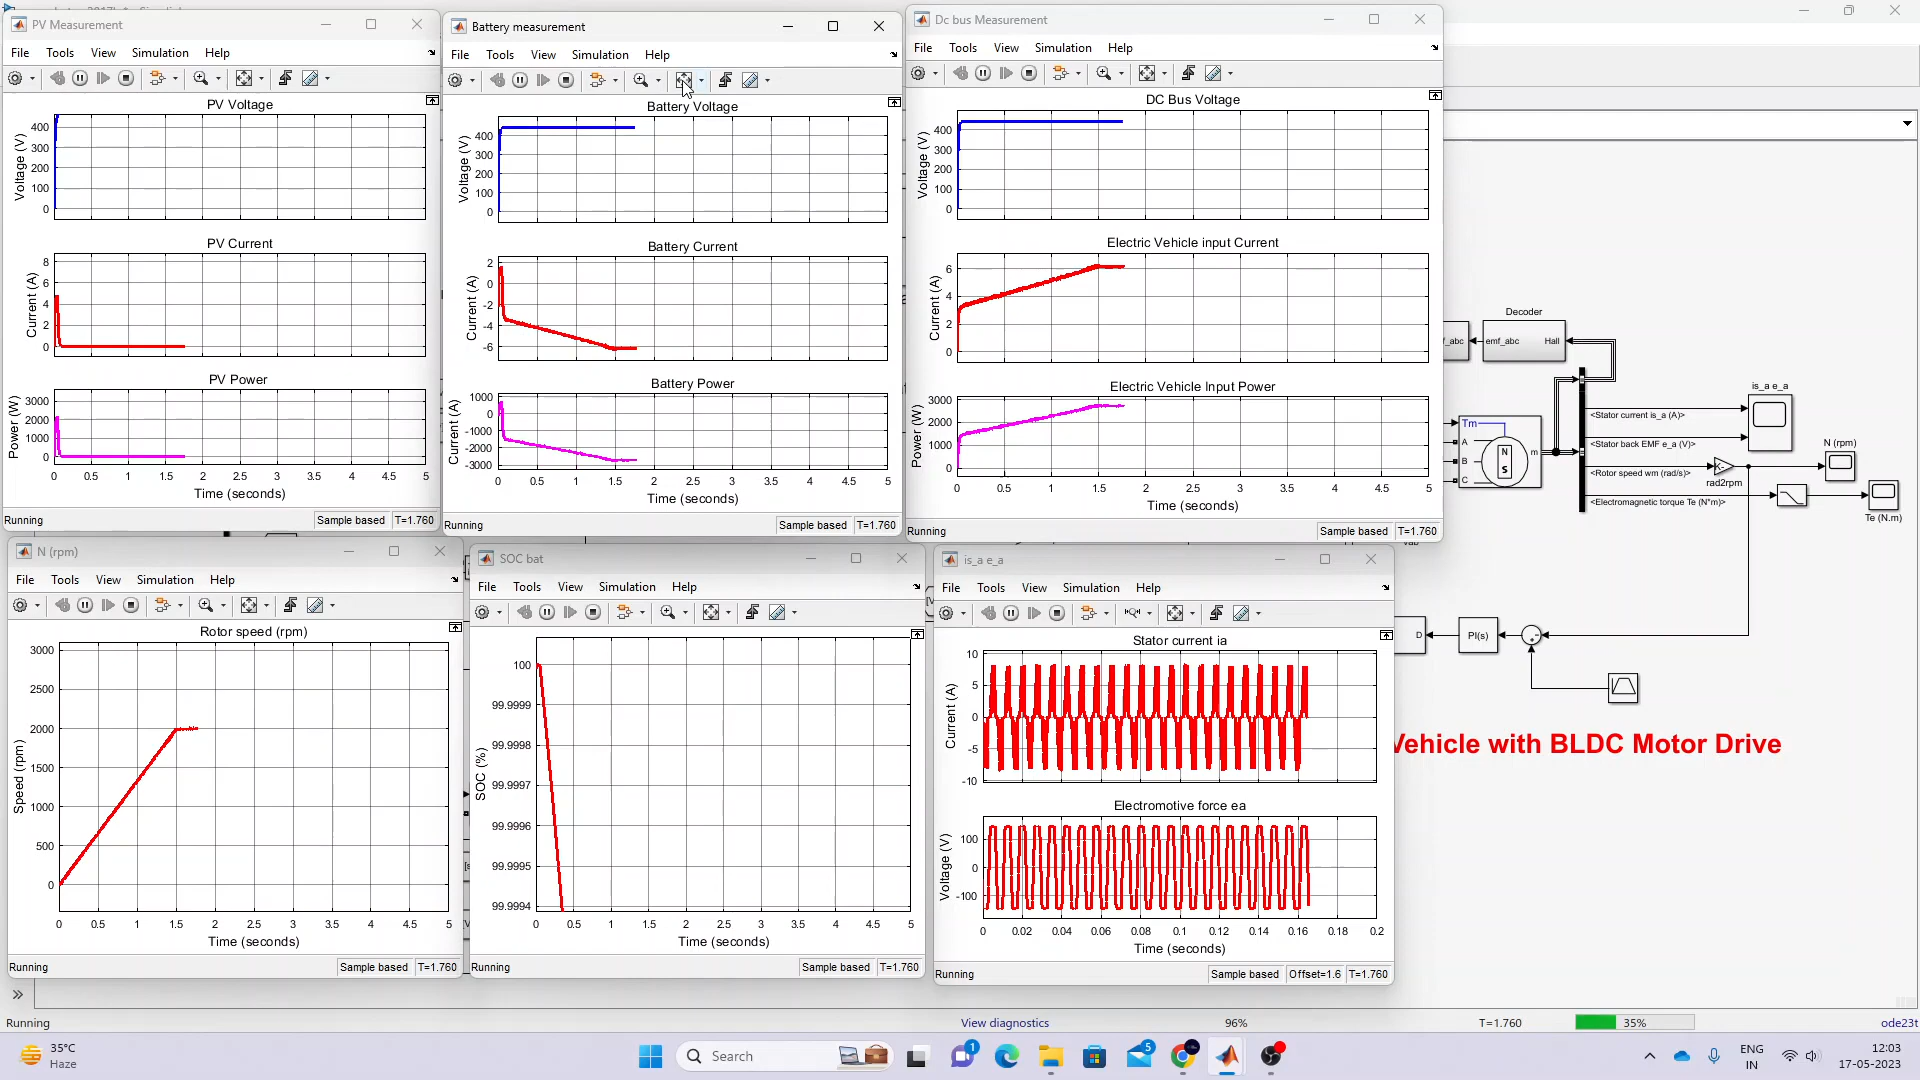 PV Measurement
File Tools View Simulation Help
PV Voltage
Voltage (V)
400
300
200
100
0
PV Current
Current (A)
8
6
4
2
0
PV Power
Power (W)
3000
2000
1000
0
0 0.5 1 1.5 2 2.5 3 3.5 4 4.5 5
Time (seconds)
Running Sample based T=1.760
Battery measurement
File Tools View Simulation Help
Battery Voltage
Voltage (V)
400
300
200
100
0
Battery Current
Current (A)
2
0
-2
-4
-6
Battery Power
Current (A)
1000
0
-1000
-2000
-3000
0 0.5 1 1.5 2 2.5 3 3.5 4 4.5 5
Time (seconds)
Running Sample based T=1.760
Dc bus Measurement
File Tools View Simulation Help
DC Bus Voltage
Voltage (V)
400
300
200
100
0
Electric Vehicle input Current
Current (A)
6
4
2
0
Electric Vehicle Input Power
Power (W)
3000
2000
1000
0
0 0.5 1 1.5 2 2.5 3 3.5 4 4.5 5
Time (seconds)
Running Sample based T=1.760
Decoder
emf_abc Hall
is_a e_a
<Stator current is_a (A)>
<Stator back EMF e_a (V)>
<Rotor speed wm (rad/s)>
<Electromagnetic torque Te (N*m)>
Tm
A
B
C
m
N
S
K-
rad2rpm
N (rpm)
Te (N.m)
D PI(s)
Vehicle with BLDC Motor Drive
N (rpm)
File Tools View Simulation Help
Rotor speed (rpm)
Speed (rpm)
3000
2500
2000
1500
1000
500
0
0 0.5 1 1.5 2 2.5 3 3.5 4 4.5 5
Time (seconds)
Running Sample based T=1.760
SOC bat
File Tools View Simulation Help
SOC (%)
100
99.9999
99.9998
99.9997
99.9996
99.9995
99.9994
0 0.5 1 1.5 2 2.5 3 3.5 4 4.5 5
Time (seconds)
Running Sample based T=1.760
is_a e_a
File Tools View Simulation Help
Stator current ia
Current (A)
10
5
0
-5
-10
Electromotive force ea
Voltage (V)
100
0
-100
0 0.02 0.04 0.06 0.08 0.1 0.12 0.14 0.16 0.18 0.2
Time (seconds)
Running Sample based Offset=1.6 T=1.760
Running View diagnostics 96% T=1.760 35% ode23t
35°C
Haze
Search
1
5
ENG
IN
12:03
17-05-2023